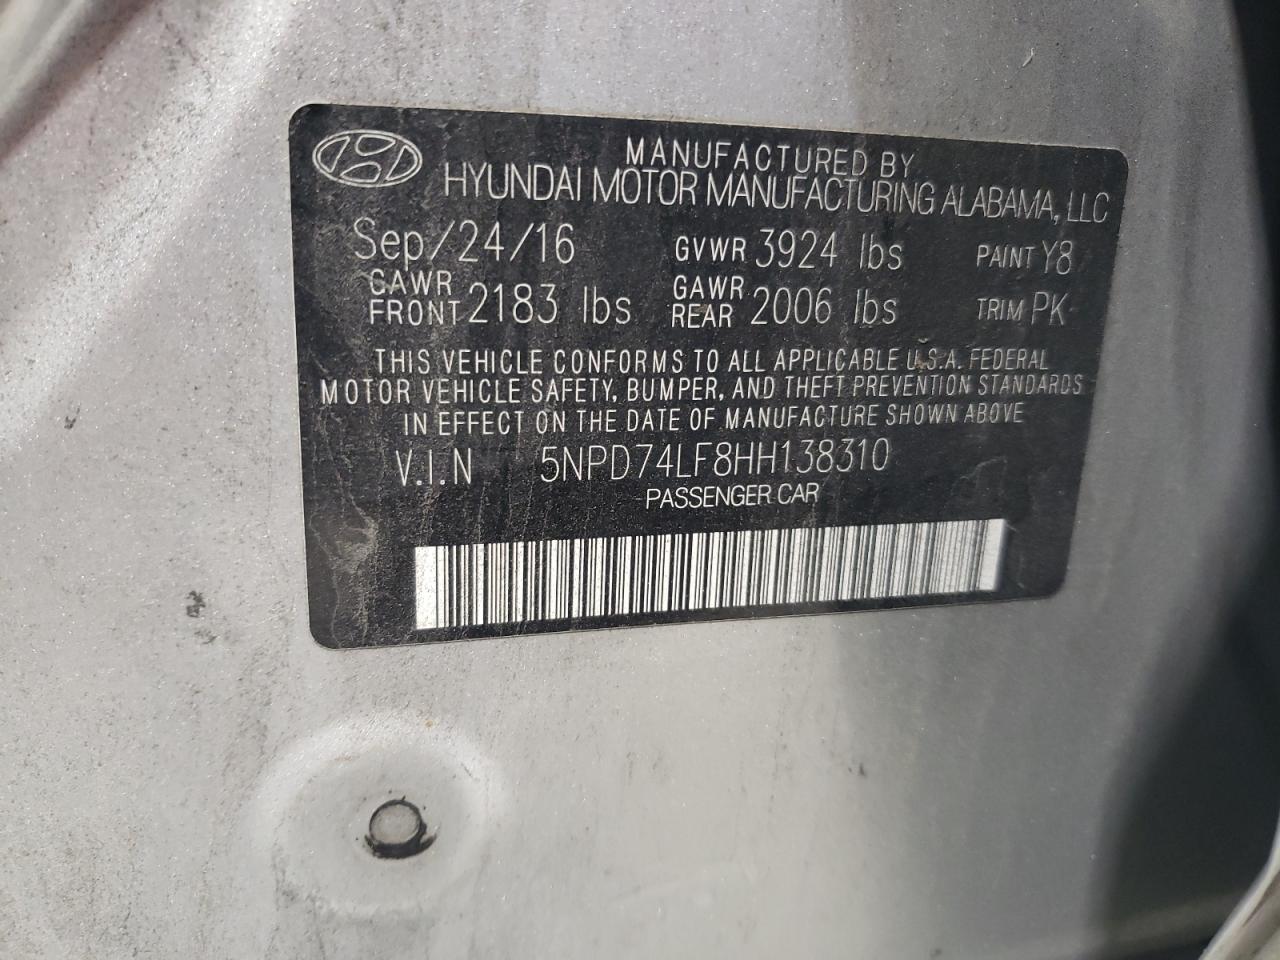 MANUFACTURED BY
HYUNDAI MOTOR MANUFACTURING ALABAMA, LLC
Sep/24/16 GVWR 3924 lbs PAINT Y8
GAWR FRONT 2183 lbs GAWR REAR 2006 lbs TRIM PK
THIS VEHICLE CONFORMS TO ALL APPLICABLE U.S.A. FEDERAL
MOTOR VEHICLE SAFETY, BUMPER, AND THEFT PREVENTION STANDARDS
IN EFFECT ON THE DATE OF MANUFACTURE SHOWN ABOVE
V.I.N 5NPD74LF8HH138310
PASSENGER CAR